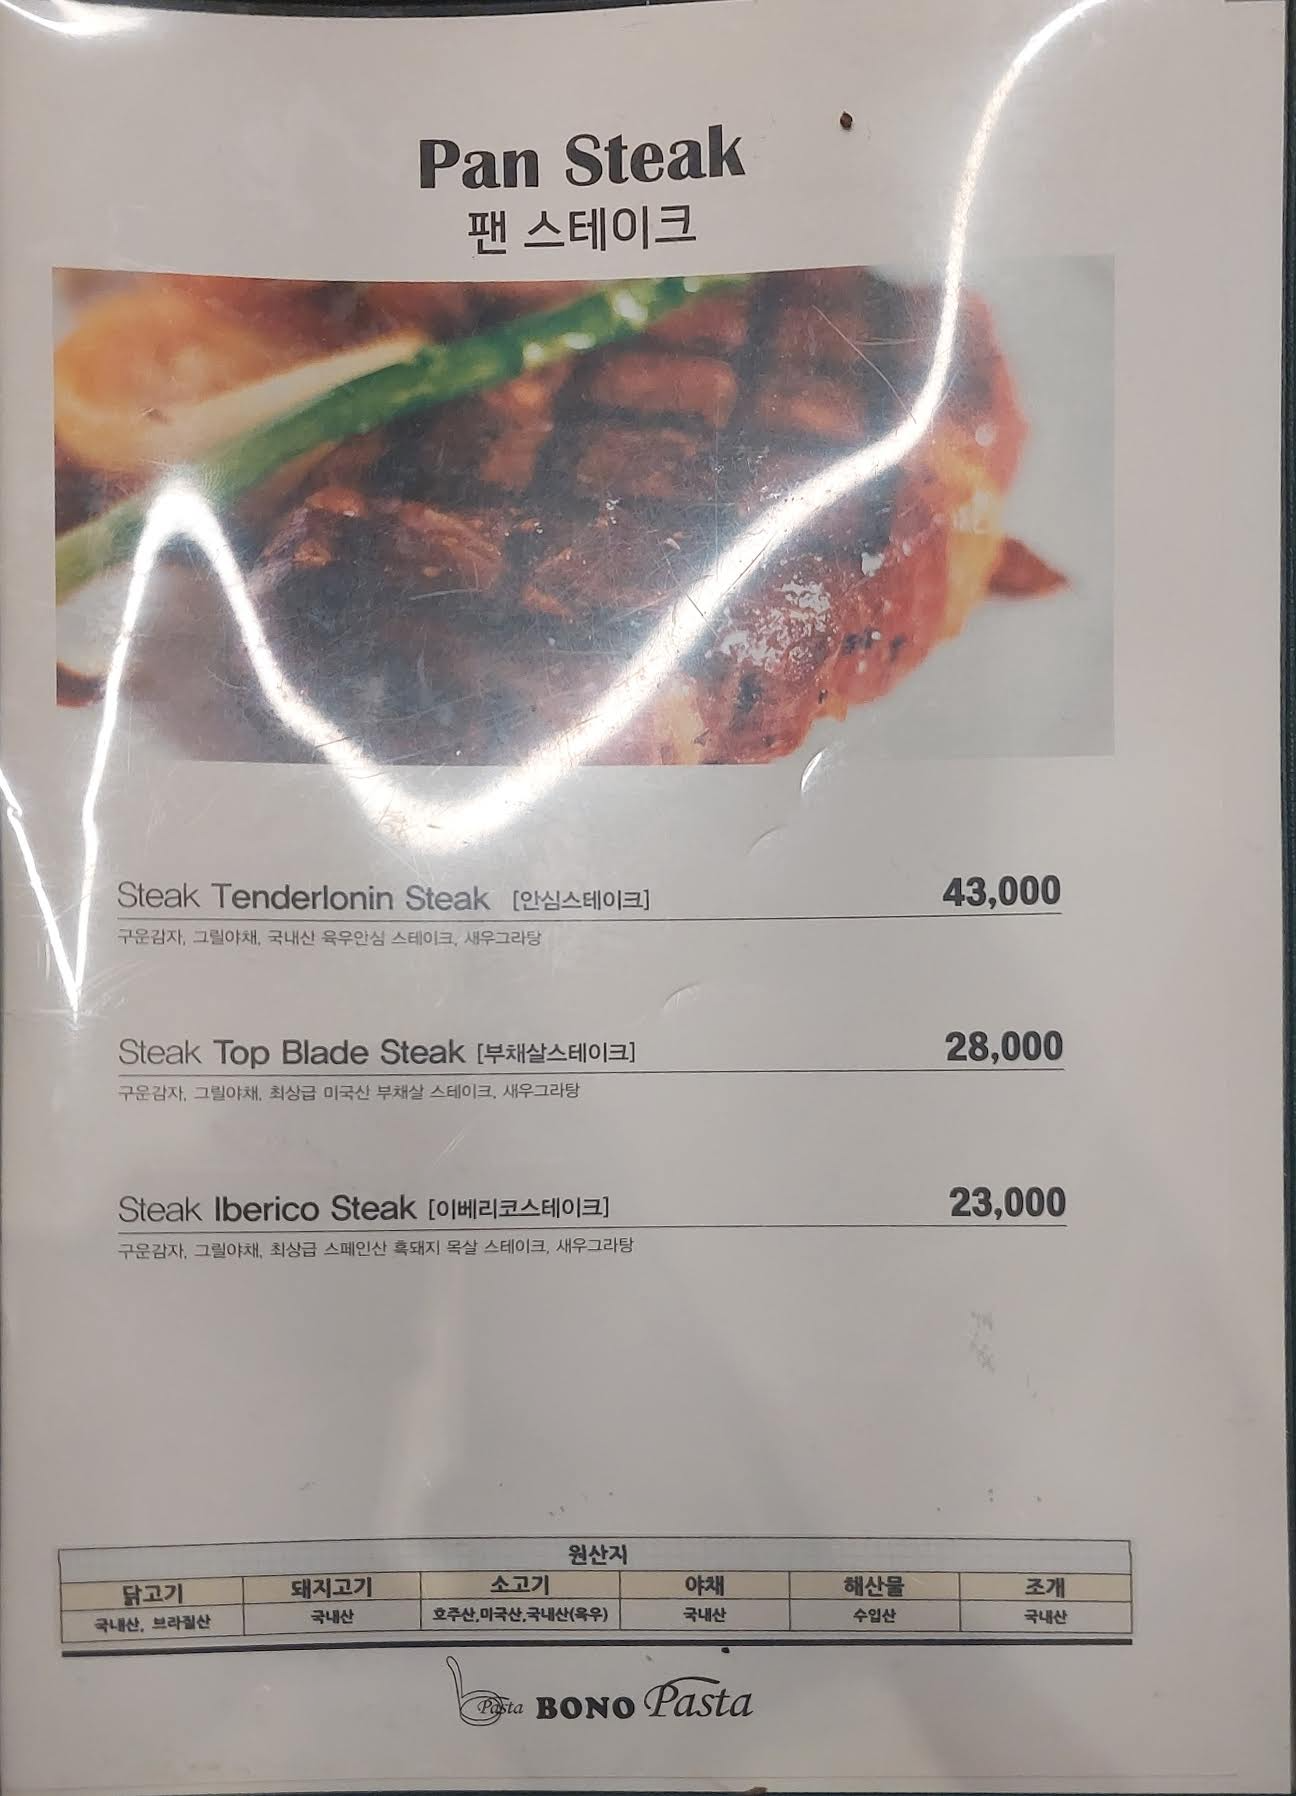 Pan Steak
팬 스테이크
Steak Tenderlonin Steak [안심스테이크] 43,000
구운감자, 그릴야채, 국내산 육우안심 스테이크, 새우그라탕
Steak Top Blade Steak [부채살스테이크] 28,000
구운감자, 그릴야채, 최상급 미국산 부채살 스테이크, 새우그라탕
Steak Iberico Steak [이베리코스테이크] 23,000
구운감자, 그릴야채, 최상급 스페인산 흑돼지 목살 스테이크, 새우그라탕
원산지
닭고기 돼지고기 소고기 야채 해산물 조개
국내산, 브라질산 국내산 호주산,미국산,국내산(육우) 국내산 수입산 국내산
Pasta BONO Pasta